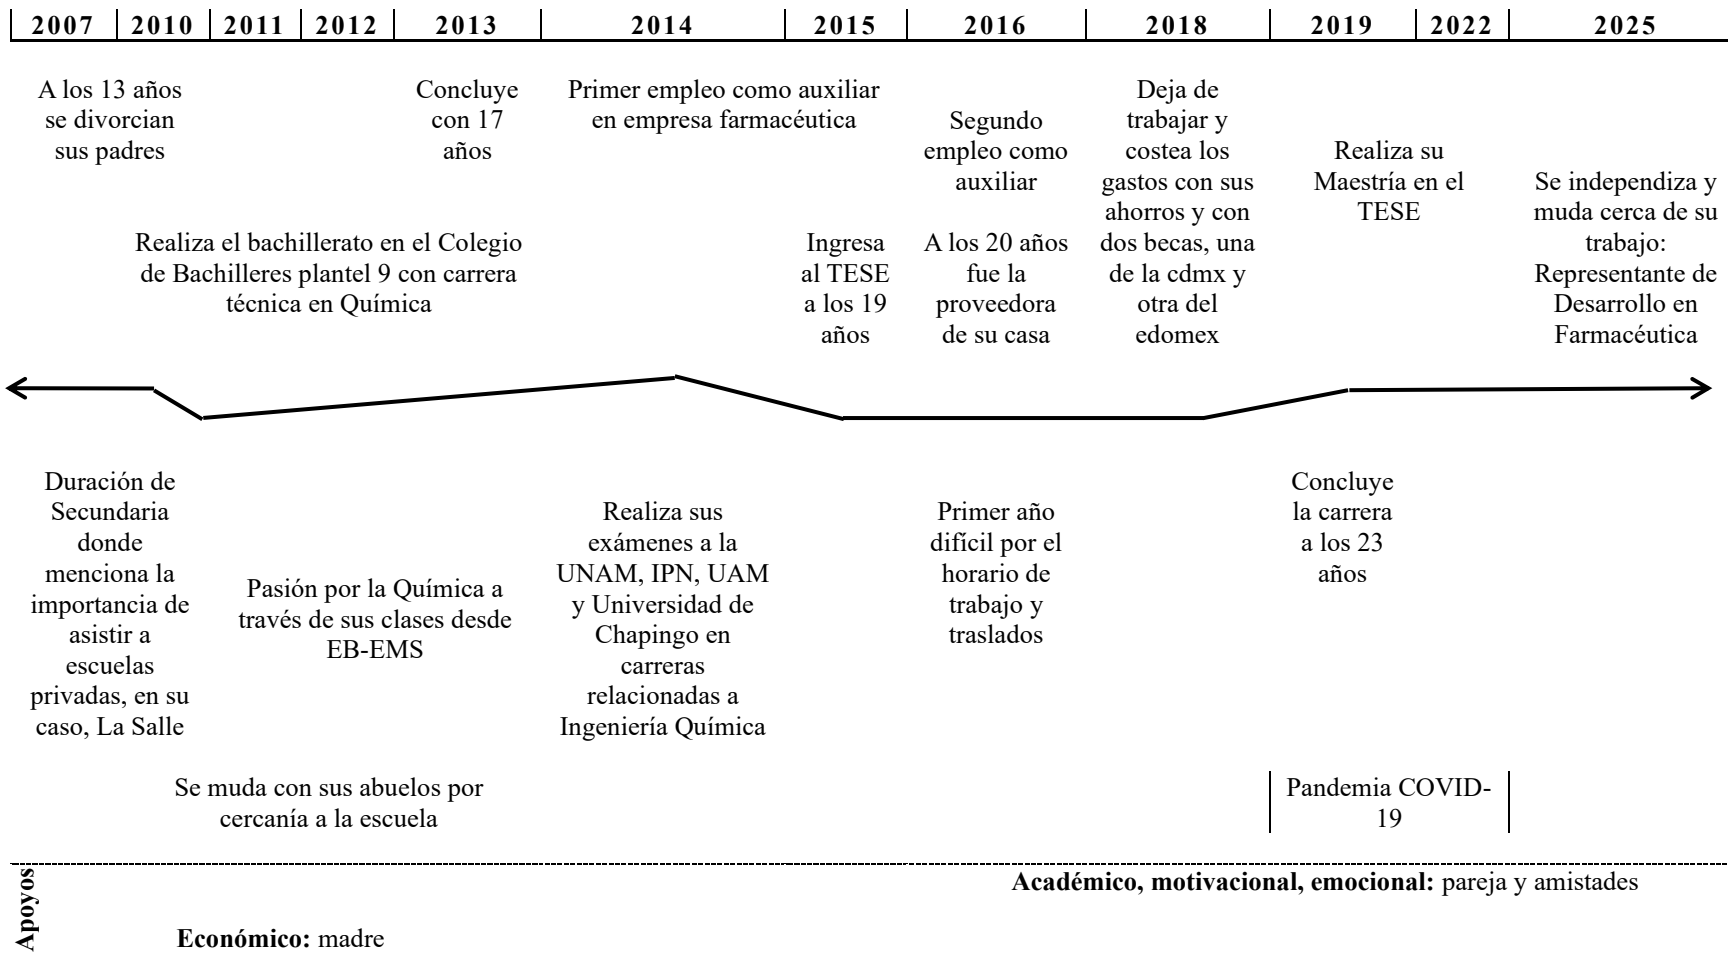 2007 2010 2011 2012 2013 2014 2015 2016 2018 2019 2022 2025
A los 13 años
se divorcian
sus padres
Concluye
con 17
años
Primer empleo como auxiliar
en empresa farmacéutica
Segundo
empleo como
auxiliar
Deja de
trabajar y
costea los
gastos con sus
ahorros y con
dos becas, una
de la cdmx y
otra del
edomex
Realiza su
Maestría en el
TESE
Se independiza y
muda cerca de su
trabajo:
Representante de
Desarrollo en
Farmacéutica
Realiza el bachillerato en el Colegio
de Bachilleres plantel 9 con carrera
técnica en Química
Ingresa
al TESE
a los 19
años
A los 20 años
fue la
proveedora
de su casa
Duración de
Secundaria
donde
menciona la
importancia de
asistir a
escuelas
privadas, en su
caso, La Salle
Pasión por la Química a
través de sus clases desde
EB-EMS
Realiza sus
exámenes a la
UNAM, IPN, UAM
y Universidad de
Chapingo en
carreras
relacionadas a
Ingeniería Química
Primer año
difícil por el
horario de
trabajo y
traslados
Concluye
la carrera
a los 23
años
Se muda con sus abuelos por
cercanía a la escuela
Pandemia COVID-
19
Apoyos
Académico, motivacional, emocional: pareja y amistades
Económico: madre